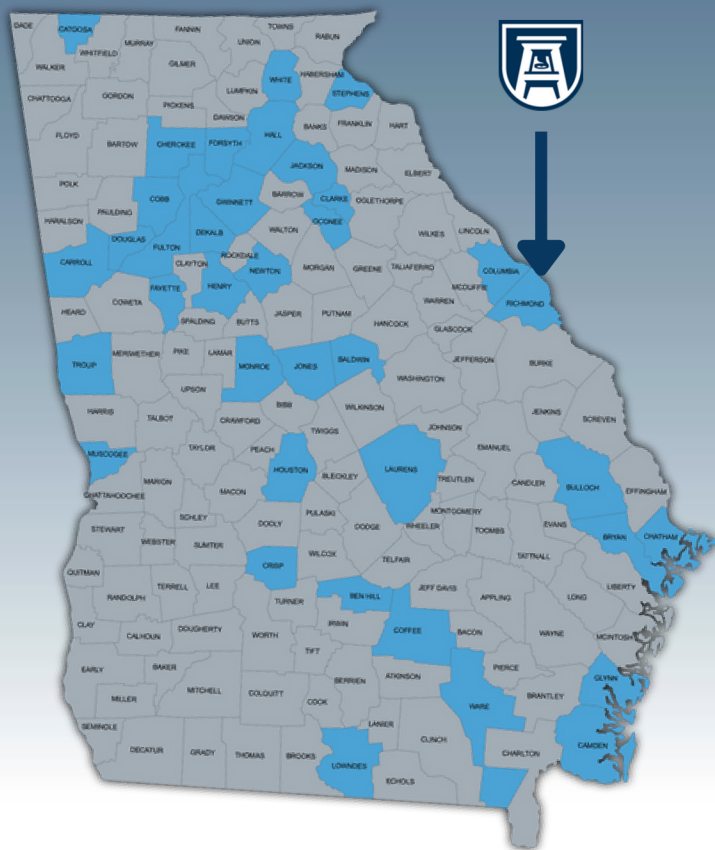 DADE
CATOOSA
FANNIN
TOWNS
UNION
RABUN
MURRAY
WHITFIELD
WALKER
GILMER
WHITE
HABERSHAM
CHATTOOGA
GORDON
LUMPKIN
STEPHENS
PICKENS
DAWSON
BANKS
FRANKLIN
HART
FLOYD
BARTOW
CHEROKEE
FORSYTH
HALL
JACKSON
MADISON
ELBERT
POLK
PAULDING
COBB
GWINNETT
BARROW
CLARKE
OGLETHORPE
HARALSON
OCONEE
DOUGLAS
FULTON
DEKALB
WALTON
WILKES
LINCOLN
CARROLL
CLAYTON
ROCKDALE
NEWTON
MORGAN
GREENE
TALIAFERRO
COLUMBIA
MCDUFFIE
FAYETTE
HENRY
HEARD
COWETA
SPALDING
BUTTS
JASPER
PUTNAM
HANCOCK
WARREN
RICHMOND
GLASCOCK
TROUP
MERIWETHER
PIKE
LAMAR
MONROE
JONES
BALDWIN
WASHINGTON
JEFFERSON
BURKE
UPSON
HARRIS
TALBOT
CRAWFORD
BIBB
WILKINSON
JENKINS
SCREVEN
TWIGGS
JOHNSON
MUSCOGEE
TAYLOR
PEACH
HOUSTON
BLECKLEY
LAURENS
EMANUEL
TREUTLEN
CANDLER
BULLOCH
EFFINGHAM
CHATTAHOOCHEE
MARION
MACON
STEWART
SCHLEY
DOOLY
PULASKI
DODGE
WHEELER
MONTGOMERY
TOOMBS
EVANS
BRYAN
CHATHAM
WEBSTER
SUMTER
WILCOX
TELFAIR
TATTNALL
QUITMAN
CRISP
RANDOLPH
TERRELL
LEE
TURNER
BEN HILL
JEFF DAVIS
APPLING
LONG
LIBERTY
CLAY
CALHOUN
DOUGHERTY
WORTH
IRWIN
COFFEE
BACON
WAYNE
MCINTOSH
TIFT
EARLY
BAKER
PIERCE
MILLER
MITCHELL
COLQUITT
BERRIEN
COOK
ATKINSON
WARE
BRANTLEY
GLYNN
SEMINOLE
LANIER
CLINCH
CHARLTON
CAMDEN
DECATUR
GRADY
THOMAS
BROOKS
LOWNDES
ECHOLS